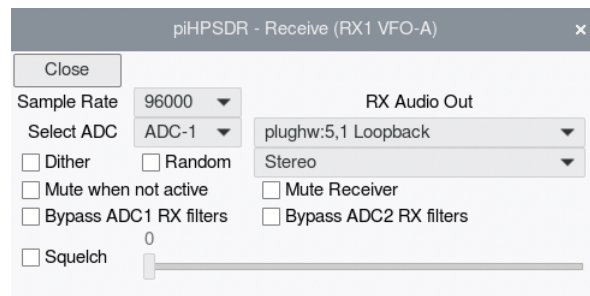 piHPSDR - Receive (RX1 VFO-A) ×
Close
Sample Rate 96000 RX Audio Out
Select ADC ADC-1 plughw:5,1 Loopback
Dither Random Stereo
Mute when not active Mute Receiver
Bypass ADC1 RX filters Bypass ADC2 RX filters
0
Squelch